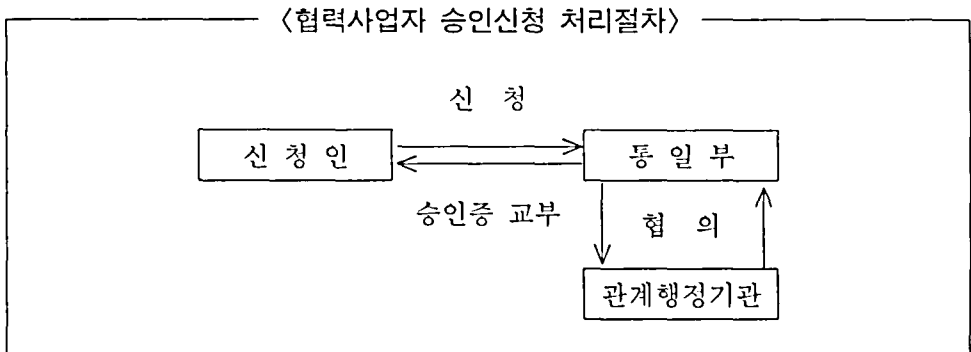 〈협력사업자 승인신청 처리절차〉
신 청
신 청 인
통 일 부
승인증 교부
협 의
관계행정기관